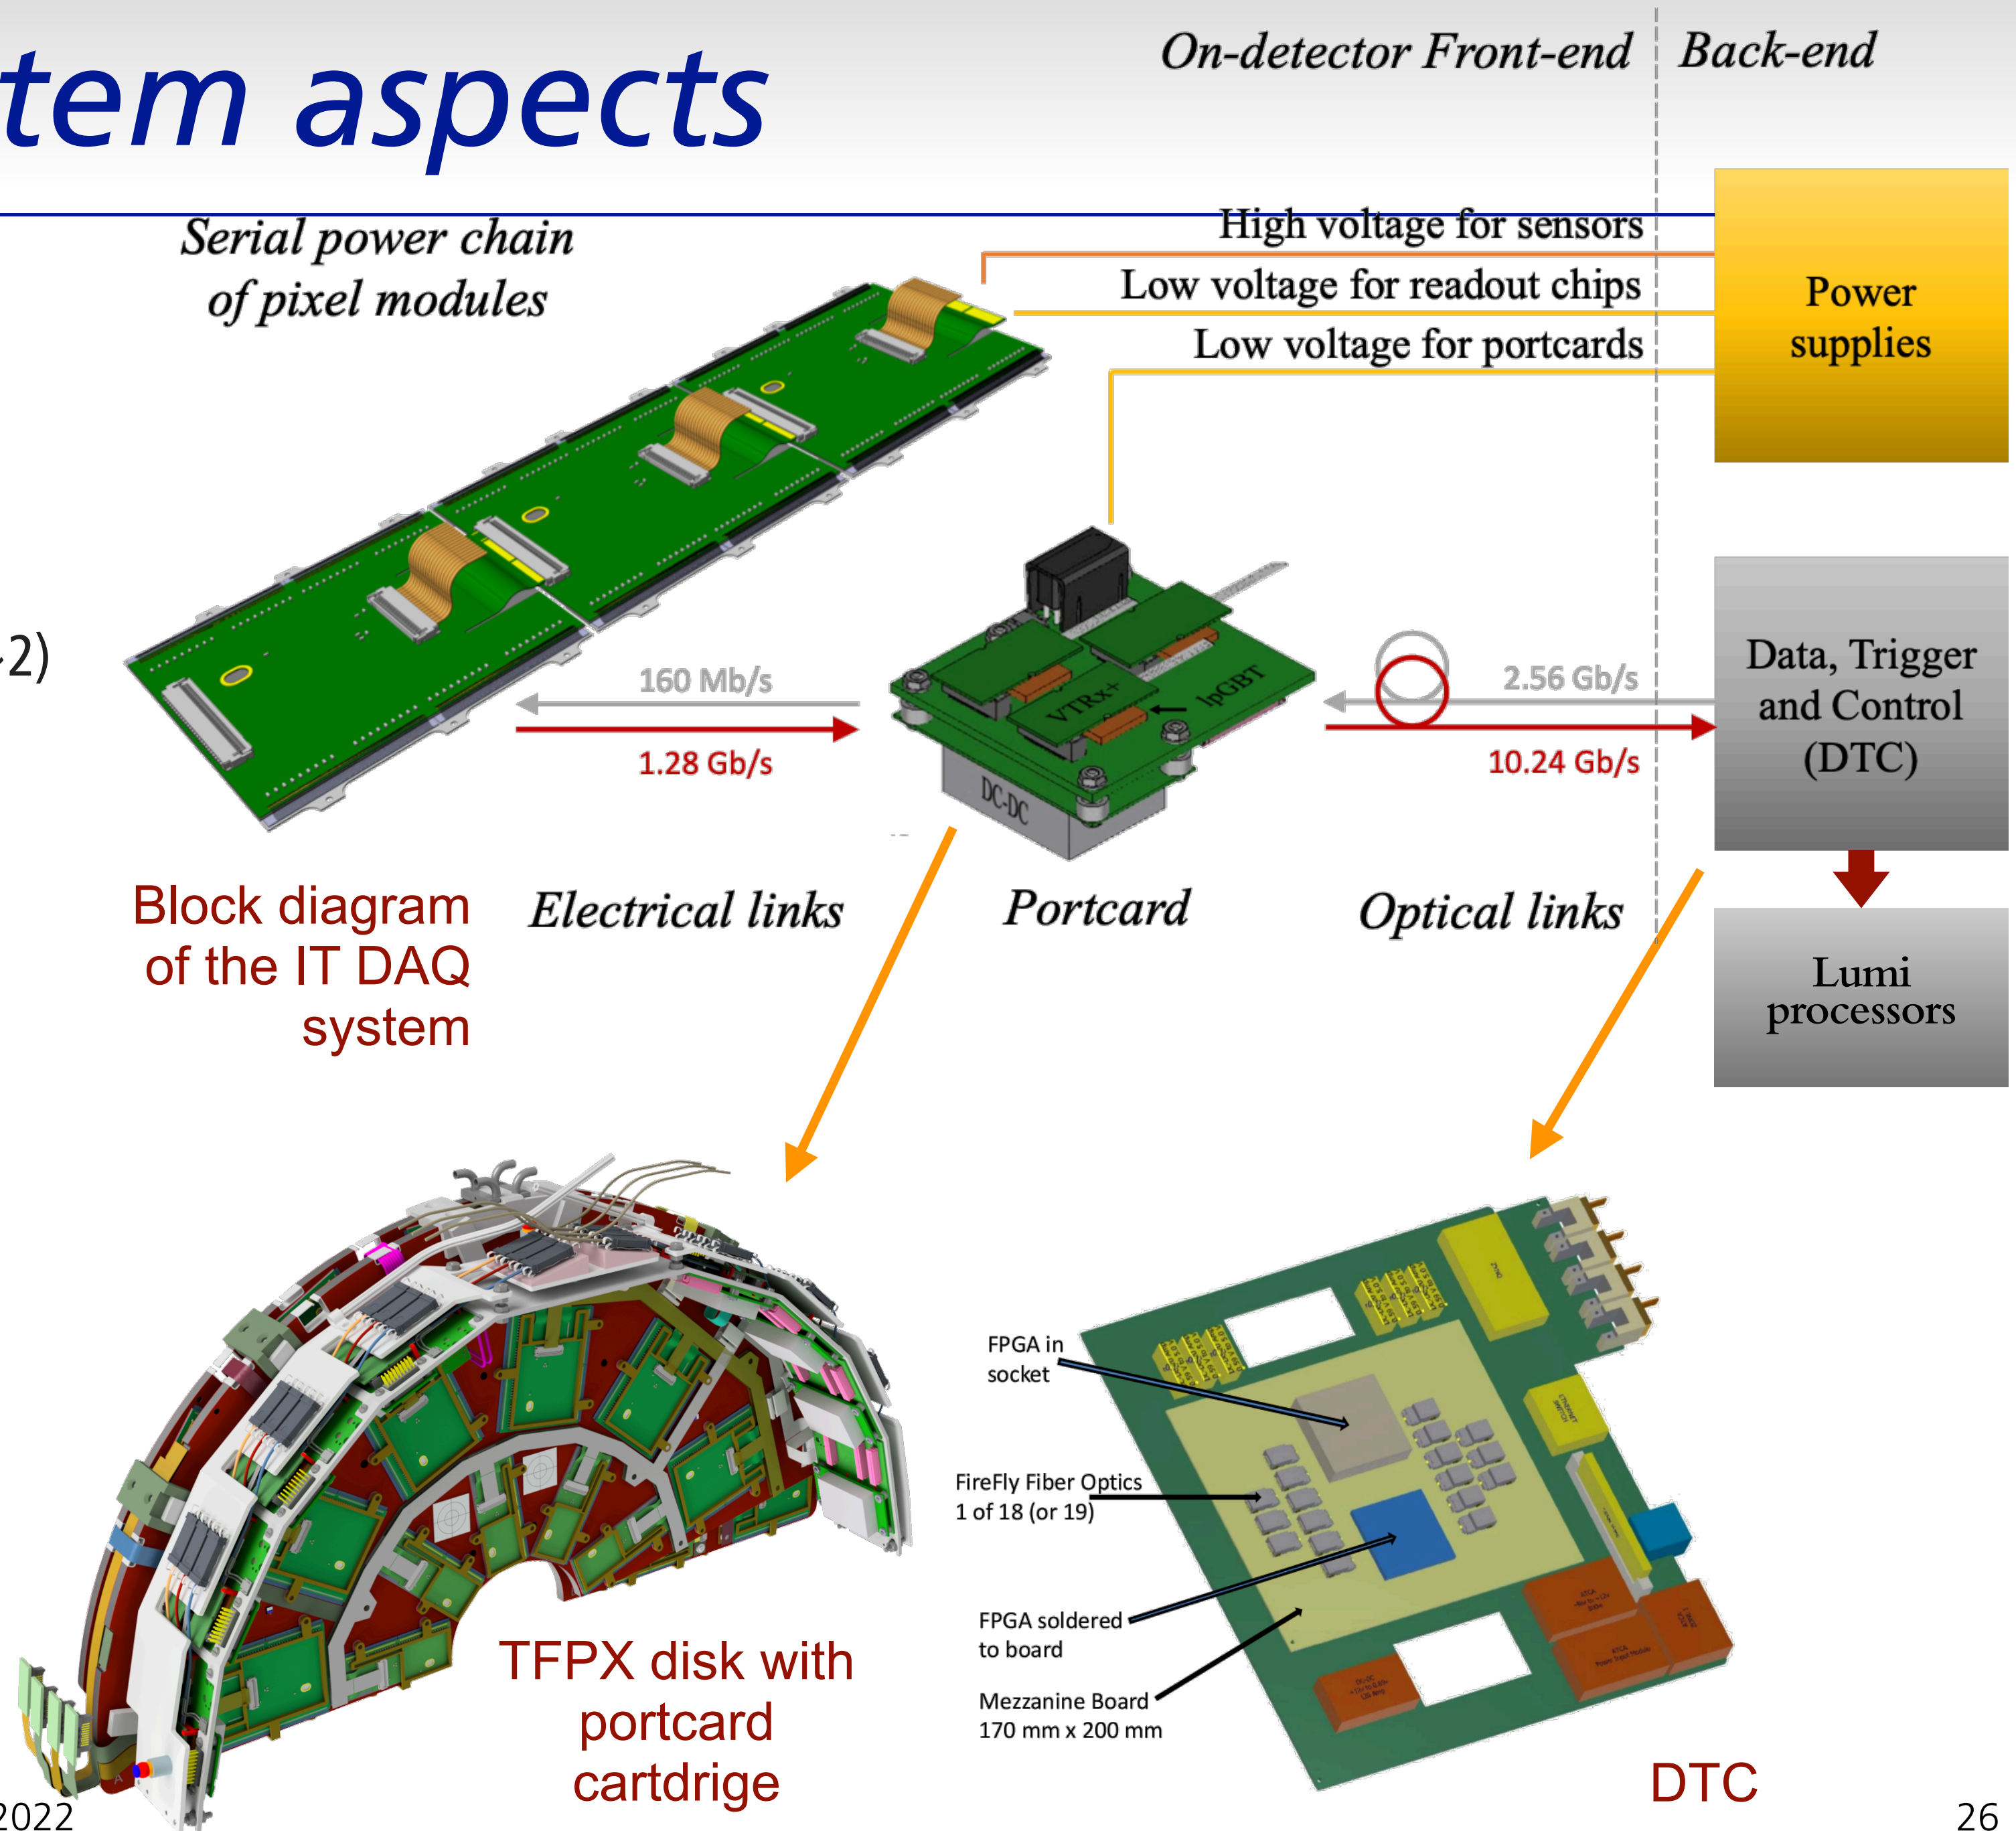 tem aspects
On-detector Front-end
Back-end
Serial power chain
of pixel modules
High voltage for sensors
Low voltage for readout chips
Low voltage for portcards
Power
supplies
2)
160 Mb/s
1.28 Gb/s
VTRx+
lpGBT
DC-DC
2.56 Gb/s
10.24 Gb/s
Data, Trigger
and Control
(DTC)
Block diagram
of the IT DAQ
system
Electrical links
Portcard
Optical links
Lumi
processors
FPGA in
socket
FireFly Fiber Optics
1 of 18 (or 19)
FPGA soldered
to board
Mezzanine Board
170 mm x 200 mm
ETHERNET
SWITCH
TFPX disk with
portcard
cartdrige
A
DTC
2022
26